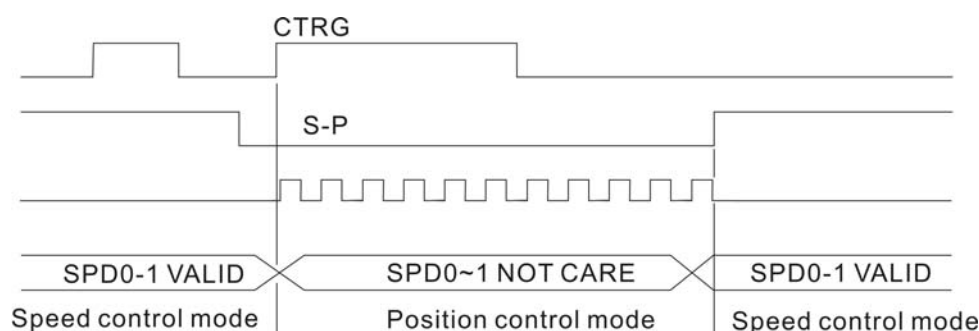 CTRG
S-P
SPD0-1 VALID
SPD0~1 NOT CARE
SPD0-1 VALID
Speed control mode
Position control mode
Speed control mode